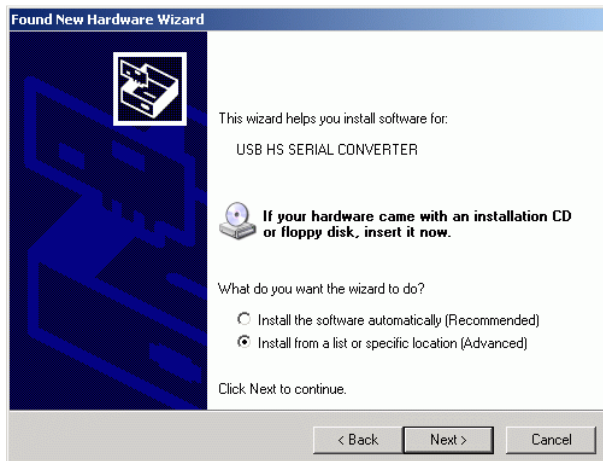 Found New Hardware Wizard
This wizard helps you install software for:
USB HS SERIAL CONVERTER
If your hardware came with an installation CD
or floppy disk, insert it now.
What do you want the wizard to do?
Install the software automatically (Recommended)
Install from a list or specific location (Advanced)
Click Next to continue.
< Back Next > Cancel